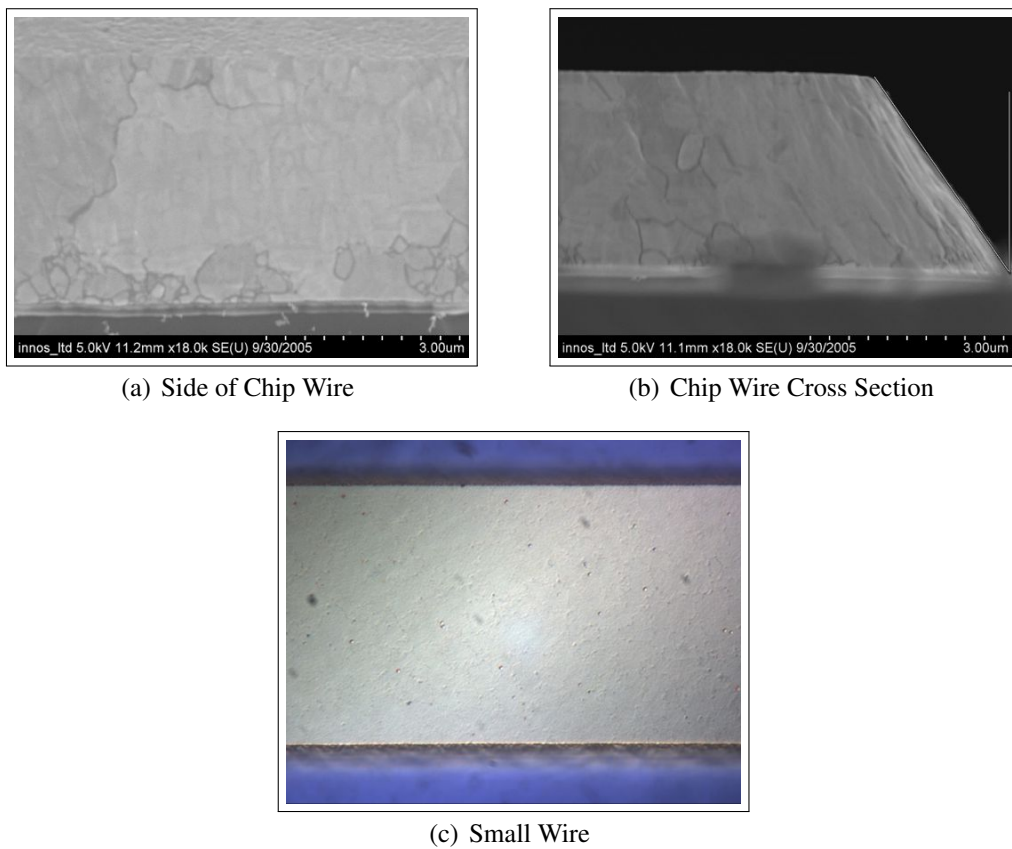 innos_ltd 5.0kV 11.2mm x18.0k SE(U) 9/30/2005 3.00um
(a) Side of Chip Wire
innos_ltd 5.0kV 11.1mm x18.0k SE(U) 9/30/2005 3.00um
(b) Chip Wire Cross Section
(c) Small Wire